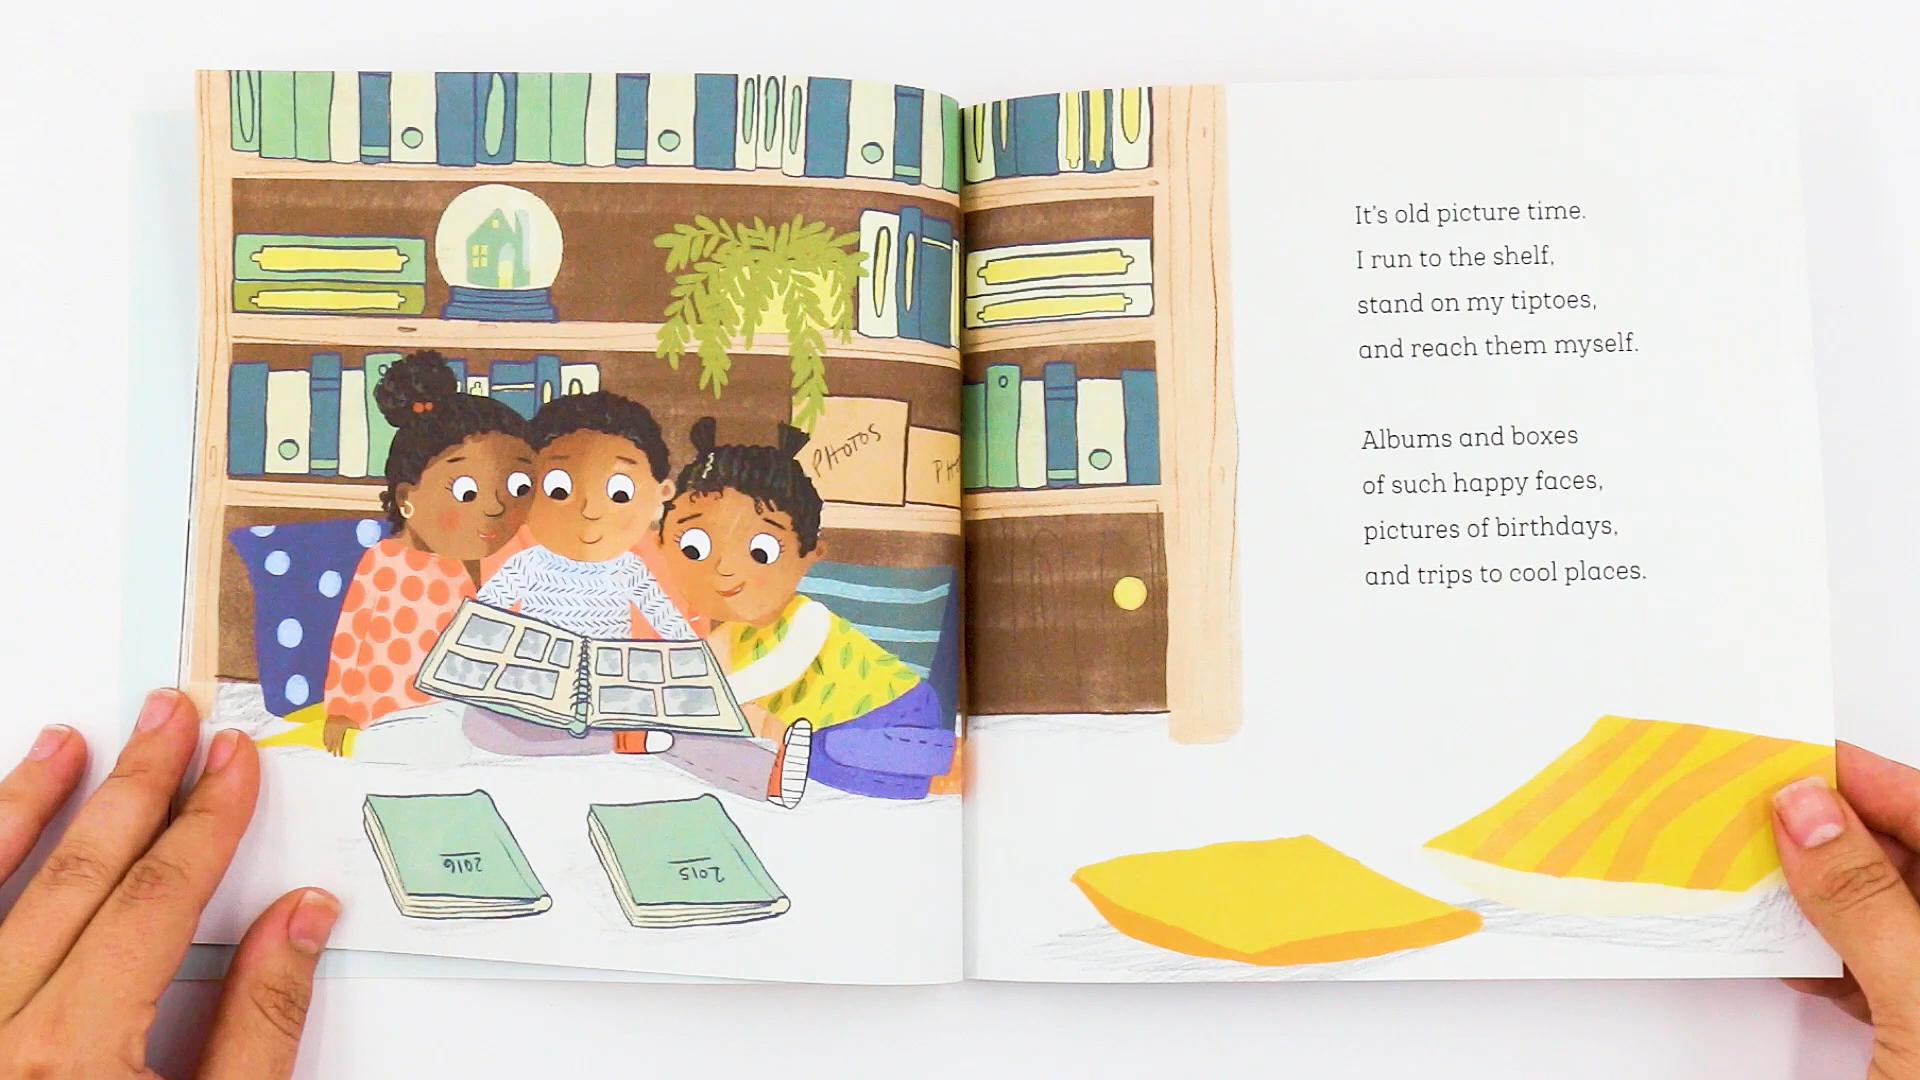 PHOTOS
PHO
2016
2015
It's old picture time.
I run to the shelf,
stand on my tiptoes,
and reach them myself.
Albums and boxes
of such happy faces,
pictures of birthdays,
and trips to cool places.